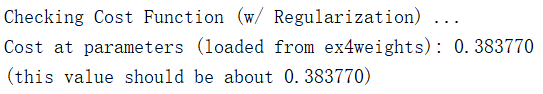 Checking Cost Function (w/ Regularization) ...
Cost at parameters (loaded from ex4weights): 0.383770
(this value should be about 0.383770)